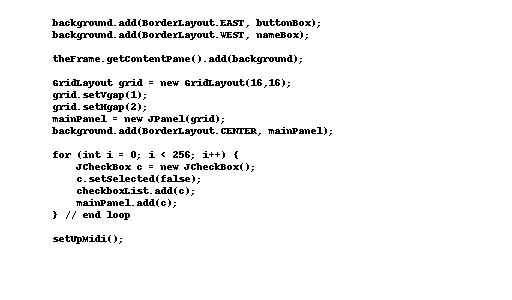 background.add(BorderLayout.EAST, buttonBox);
background.add(BorderLayout.WEST, nameBox);
theFrame.getContentPane().add(background);
GridLayout grid = new GridLayout(16,16);
grid.setVgap(1);
grid.setHgap(2);
mainPanel = new JPanel(grid);
background.add(BorderLayout.CENTER, mainPanel);
for (int i = 0; i < 256; i++) {
JCheckBox c = new JCheckBox();
c.setSelected(false);
checkboxList.add(c);
mainPanel.add(c);
} // end loop
setUpMidi();